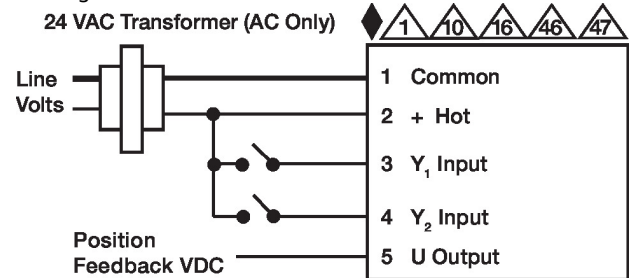 24 VAC Transformer (AC Only)
1 10 16 46 47
Line
Volts
1 Common
2 + Hot
3 Y1 Input
4 Y2 Input
Position
Feedback VDC
5 U Output